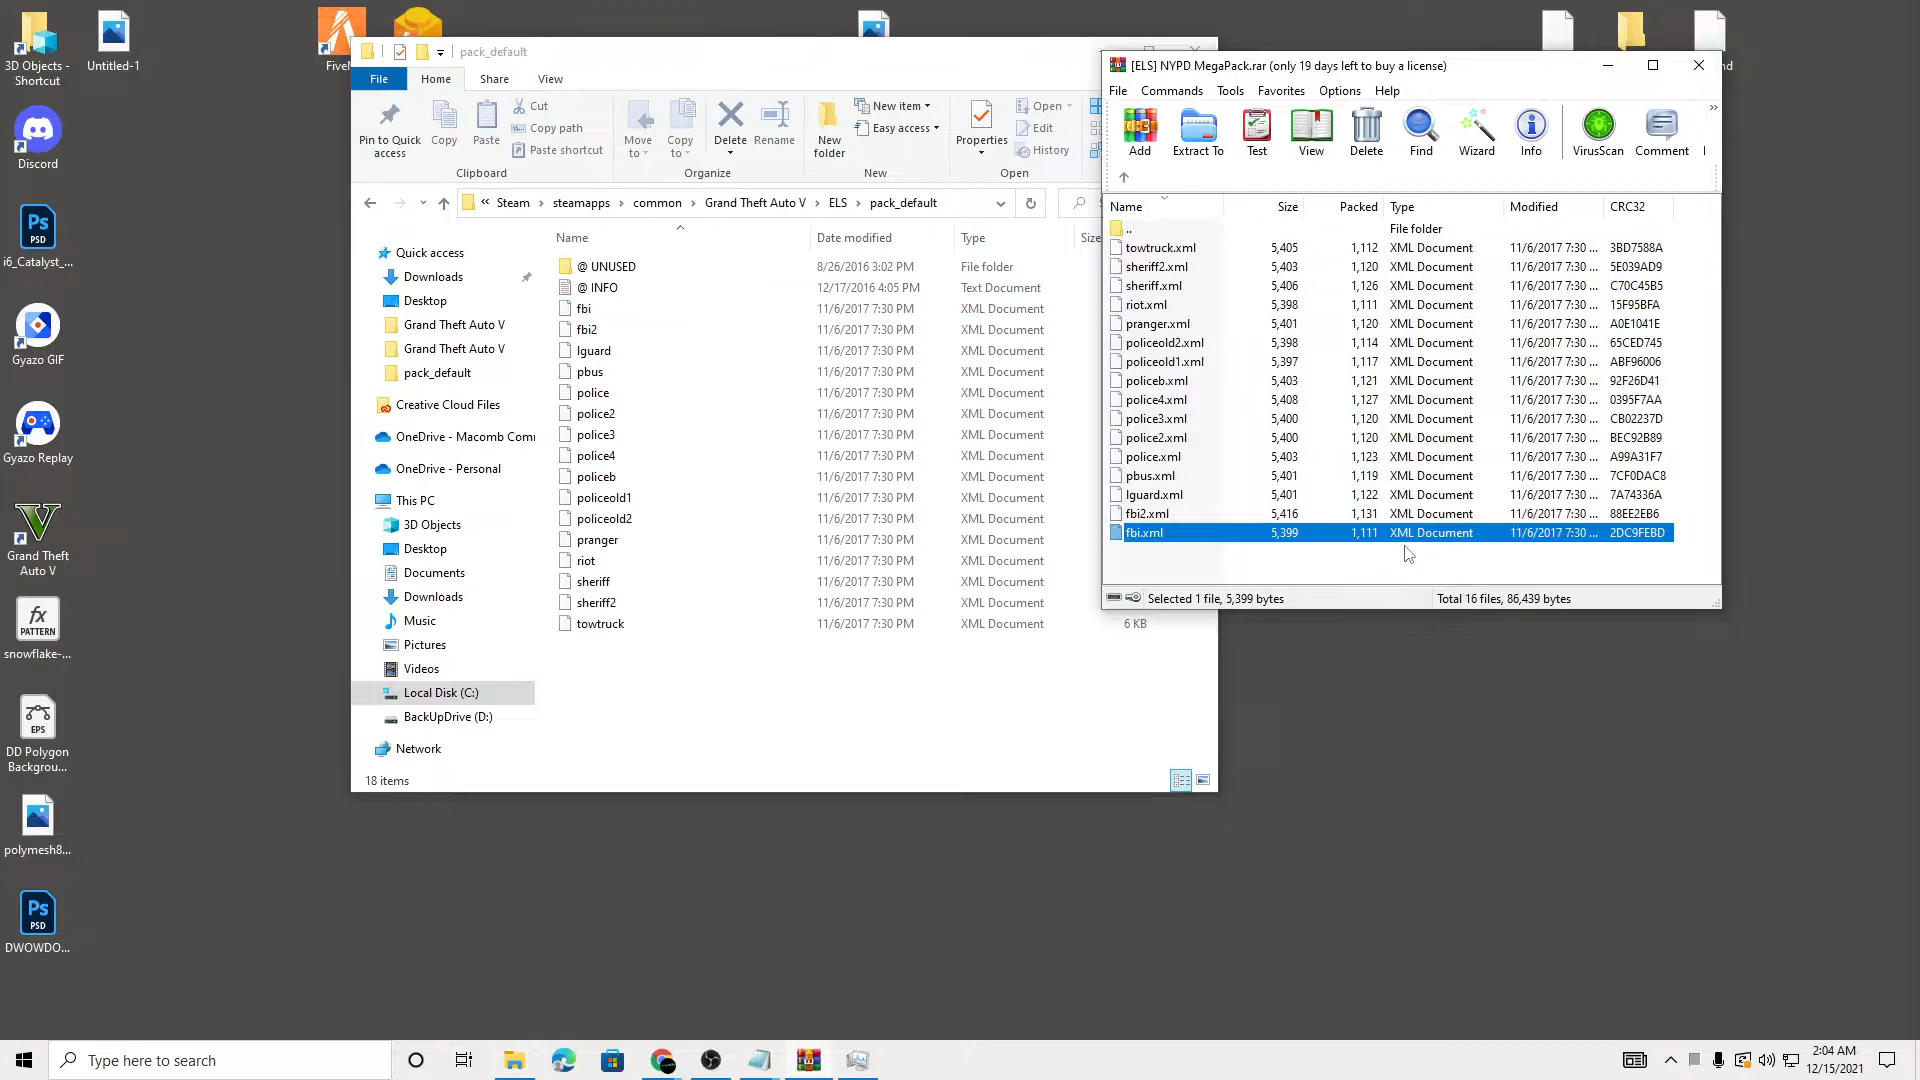 3D Objects -
Shortcut
Untitled-1
Discord
Ps
PSD
i6_Catalyst_...
Gyazo GIF
Gyazo Replay
Grand Theft
Auto V
fx
PATTERN
snowflake-...
EPS
DD Polygon
Backgrou...
polymesh8...
Ps
PSD
DWOWDO...
pack_default
File Home Share View
Pin to Quick
access
Copy
Paste
Cut
Copy path
Paste shortcut
Clipboard
Move
to
Copy
to
Delete
Rename
Organize
New
folder
New item
Easy access
New
Properties
Open
Edit
History
Open
« Steam > steamapps > common > Grand Theft Auto V > ELS > pack_default
Name Date modified Type Size
Quick access
Downloads
Desktop
Grand Theft Auto V
Grand Theft Auto V
pack_default
Creative Cloud Files
OneDrive - Macomb Com
OneDrive - Personal
This PC
3D Objects
Desktop
Documents
Downloads
Music
Pictures
Videos
Local Disk (C:)
BackUpDrive (D:)
Network
@ UNUSED 8/26/2016 3:02 PM File folder
@ INFO 12/17/2016 4:05 PM Text Document
fbi 11/6/2017 7:30 PM XML Document
fbi2 11/6/2017 7:30 PM XML Document
lguard 11/6/2017 7:30 PM XML Document
pbus 11/6/2017 7:30 PM XML Document
police 11/6/2017 7:30 PM XML Document
police2 11/6/2017 7:30 PM XML Document
police3 11/6/2017 7:30 PM XML Document
police4 11/6/2017 7:30 PM XML Document
policeb 11/6/2017 7:30 PM XML Document
policeold1 11/6/2017 7:30 PM XML Document
policeold2 11/6/2017 7:30 PM XML Document
pranger 11/6/2017 7:30 PM XML Document
riot 11/6/2017 7:30 PM XML Document
sheriff 11/6/2017 7:30 PM XML Document
sheriff2 11/6/2017 7:30 PM XML Document
towtruck 11/6/2017 7:30 PM XML Document 6 KB
18 items
[ELS] NYPD MegaPack.rar (only 19 days left to buy a license)
File Commands Tools Favorites Options Help
Add Extract To Test View Delete Find Wizard Info VirusScan Comment
Name Size Packed Type Modified CRC32
.. File folder
towtruck.xml 5,405 1,112 XML Document 11/6/2017 7:30 ... 3BD7588A
sheriff2.xml 5,403 1,120 XML Document 11/6/2017 7:30 ... 5E039AD9
sheriff.xml 5,406 1,126 XML Document 11/6/2017 7:30 ... C70C45B5
riot.xml 5,398 1,111 XML Document 11/6/2017 7:30 ... 15F95BFA
pranger.xml 5,401 1,120 XML Document 11/6/2017 7:30 ... A0E1041E
policeold2.xml 5,398 1,114 XML Document 11/6/2017 7:30 ... 65CED745
policeold1.xml 5,397 1,117 XML Document 11/6/2017 7:30 ... ABF96006
policeb.xml 5,403 1,121 XML Document 11/6/2017 7:30 ... 92F26D41
police4.xml 5,408 1,127 XML Document 11/6/2017 7:30 ... 0395F7AA
police3.xml 5,400 1,120 XML Document 11/6/2017 7:30 ... CB02237D
police2.xml 5,400 1,120 XML Document 11/6/2017 7:30 ... BEC92B89
police.xml 5,403 1,123 XML Document 11/6/2017 7:30 ... A99A31F7
pbus.xml 5,401 1,119 XML Document 11/6/2017 7:30 ... 7CF0DAC8
lguard.xml 5,401 1,122 XML Document 11/6/2017 7:30 ... 7A74336A
fbi2.xml 5,416 1,131 XML Document 11/6/2017 7:30 ... 88EE2EB6
fbi.xml 5,399 1,111 XML Document 11/6/2017 7:30 ... 2DC9FEBD
Selected 1 file, 5,399 bytes
Total 16 files, 86,439 bytes
Type here to search
2:04 AM
12/15/2021